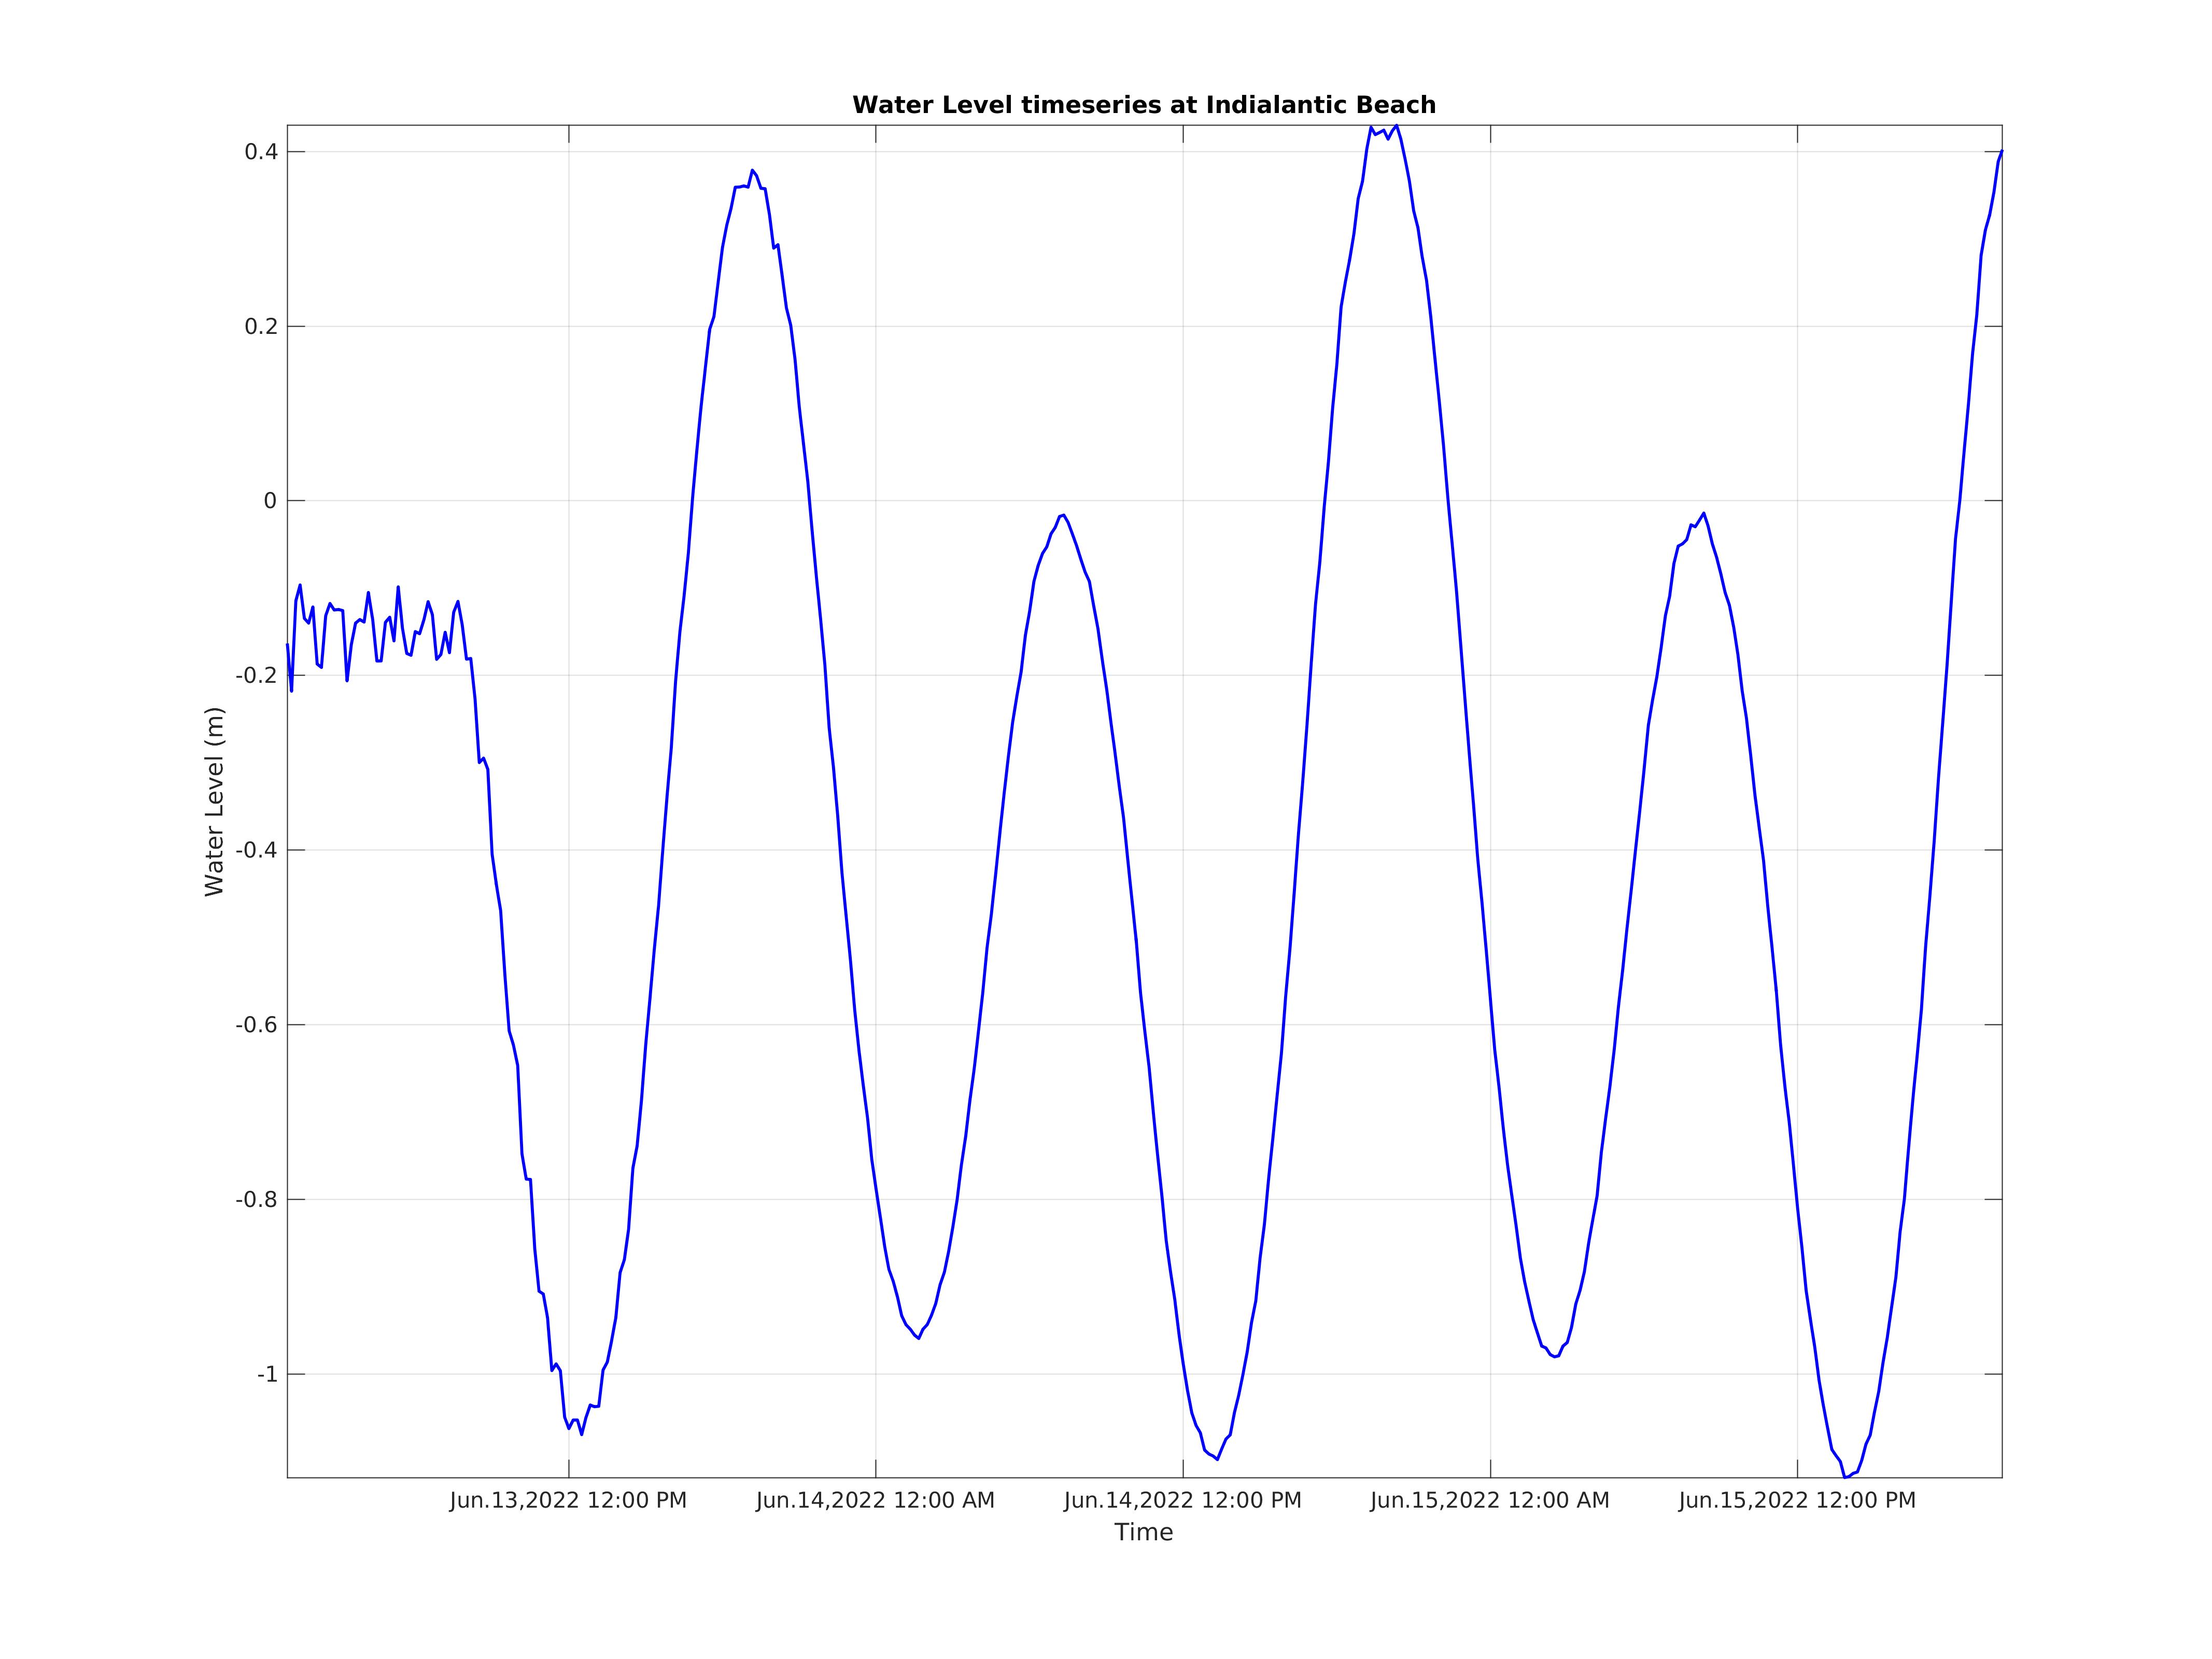 Water Level timeseries at Indialantic Beach
0.4
0.2
0
-0.2
-0.4
-0.6
-0.8
-1
Water Level (m)
Jun.13,2022 12:00 PM
Jun.14,2022 12:00 AM
Jun.14,2022 12:00 PM
Jun.15,2022 12:00 AM
Jun.15,2022 12:00 PM
Time